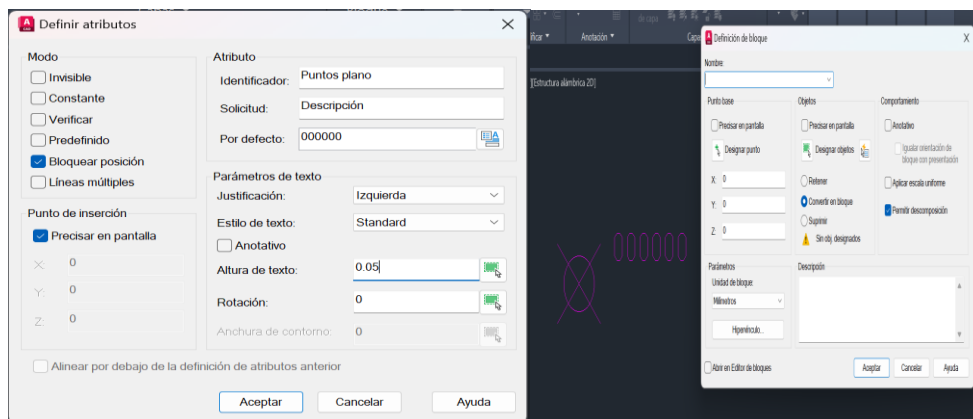 Definir atributos
Modo
Invisible
Constante
Verificar
Predefinido
Bloquear posición
Líneas múltiples
Punto de inserción
Precisar en pantalla
X: 0
Y: 0
Z: 0
Atributo
Identificador: Puntos plano
Solicitud: Descripción
Por defecto: 000000
Parámetros de texto
Justificación: Izquierda
Estilo de texto: Standard
Anotativo
Altura de texto: 0.05
Rotación: 0
Anchura de contorno: 0
Alinear por debajo de la definición de atributos anterior
Aceptar Cancelar Ayuda
de capa
ificar Anotación Capa
][Estructura alámbrica 2D]
000000
Definición de bloque
Nombre:
Punto base
Precisar en pantalla
Designar punto
X: 0
Y: 0
Z: 0
Objetos
Precisar en pantalla
Designar objetos
Retener
Convertir en bloque
Suprimir
Sin obj. designados
Comportamiento
Anotativo
Igualar orientación de
bloque con presentación
Aplicar escala uniforme
Permitir descomposición
Parámetros
Unidad de bloque:
Milímetros
Hipervínculo...
Descripción
Abrir en Editor de bloques
Aceptar Cancelar Ayuda